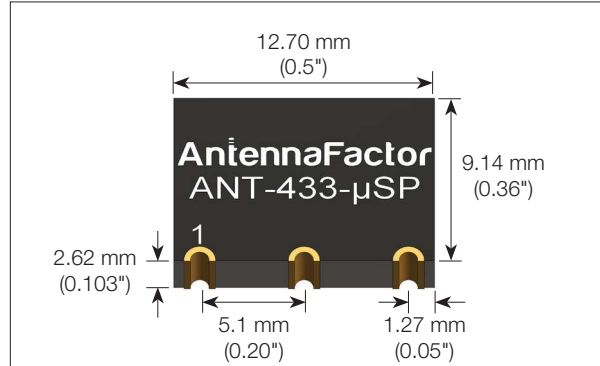 12.70 mm
(0.5")
AntennaFactor
ANT-433-µSP
9.14 mm
(0.36")
1
2.62 mm
(0.103")
5.1 mm
(0.20")
1.27 mm
(0.05")